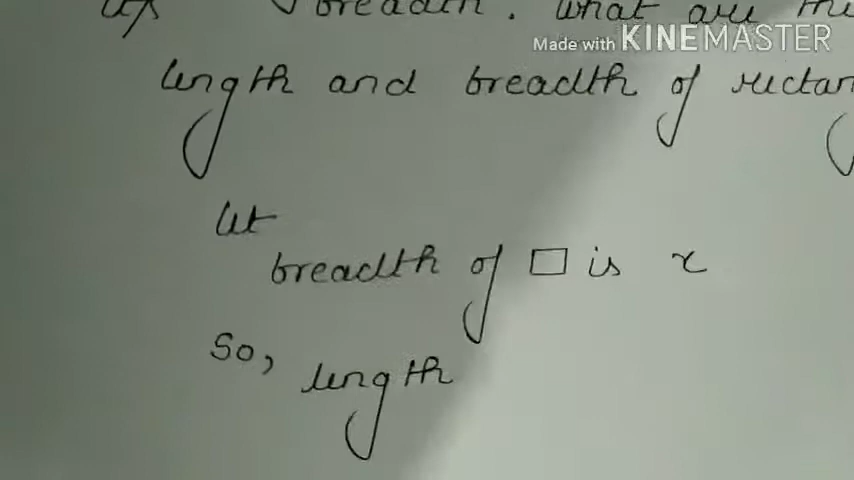 breadth. What are the
Made with KINEMASTER
length and breadth of rectan
let
breadth of □ is x
So, length